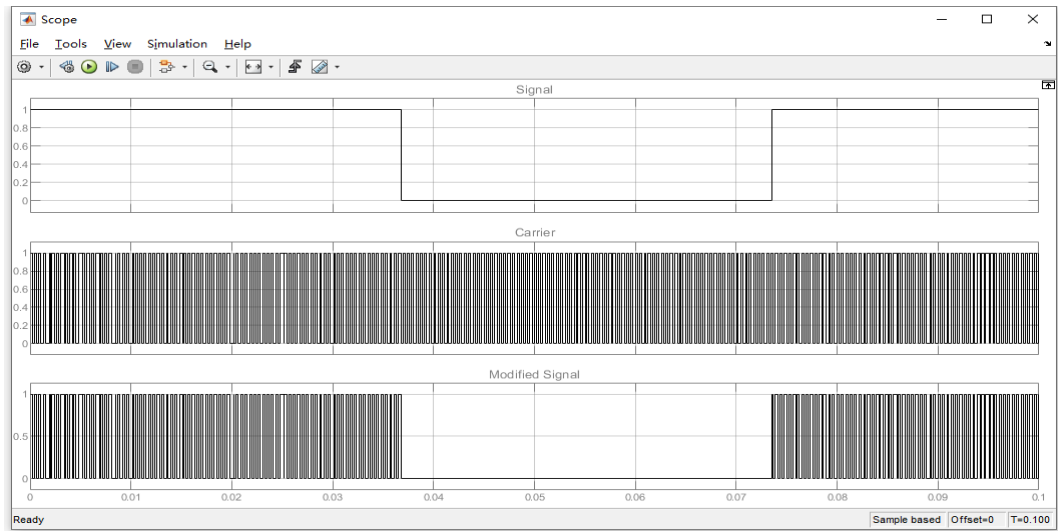 Scope
File Tools View Simulation Help
Signal
1
0.8
0.6
0.4
0.2
0
Carrier
1
0.8
0.6
0.4
0.2
0
Modified Signal
1
0.5
0
0 0.01 0.02 0.03 0.04 0.05 0.06 0.07 0.08 0.09 0.1
Ready Sample based Offset=0 T=0.100